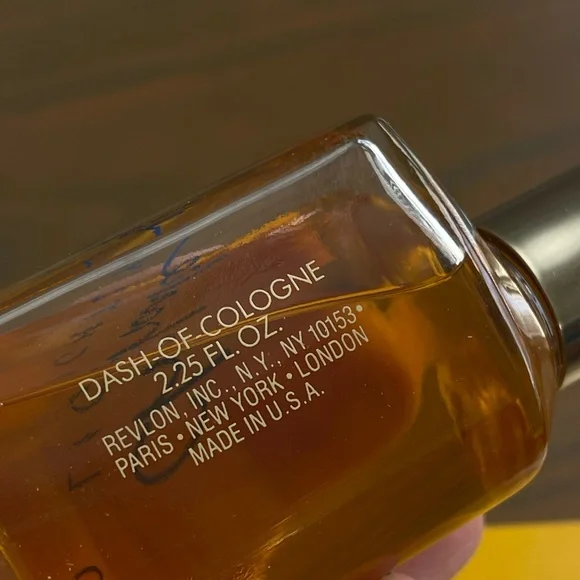 DASH-OF-COLOGNE
2.25 FL. OZ.
REVLON, INC., N.Y., NY 10153•
PARIS • NEW YORK • LONDON
MADE IN U.S.A.